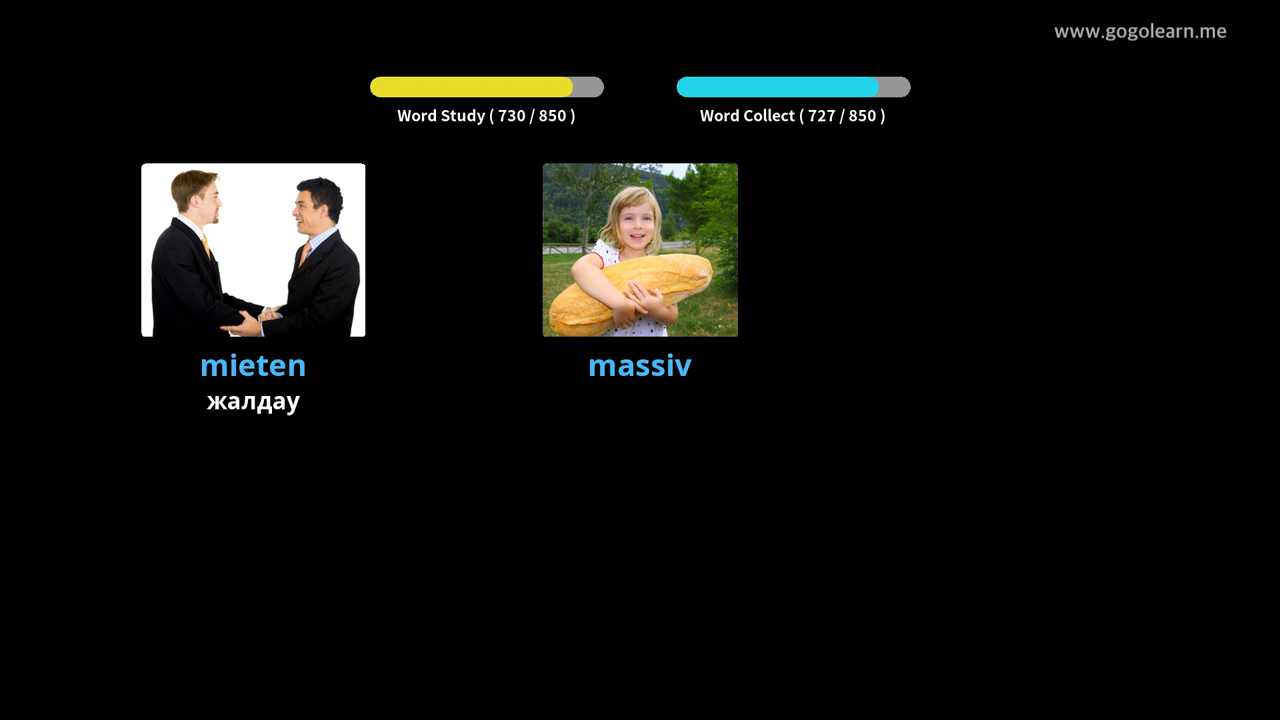 www.gogolearn.me
Word Study ( 730 / 850 )
Word Collect ( 727 / 850 )
mieten
жалдау
massiv